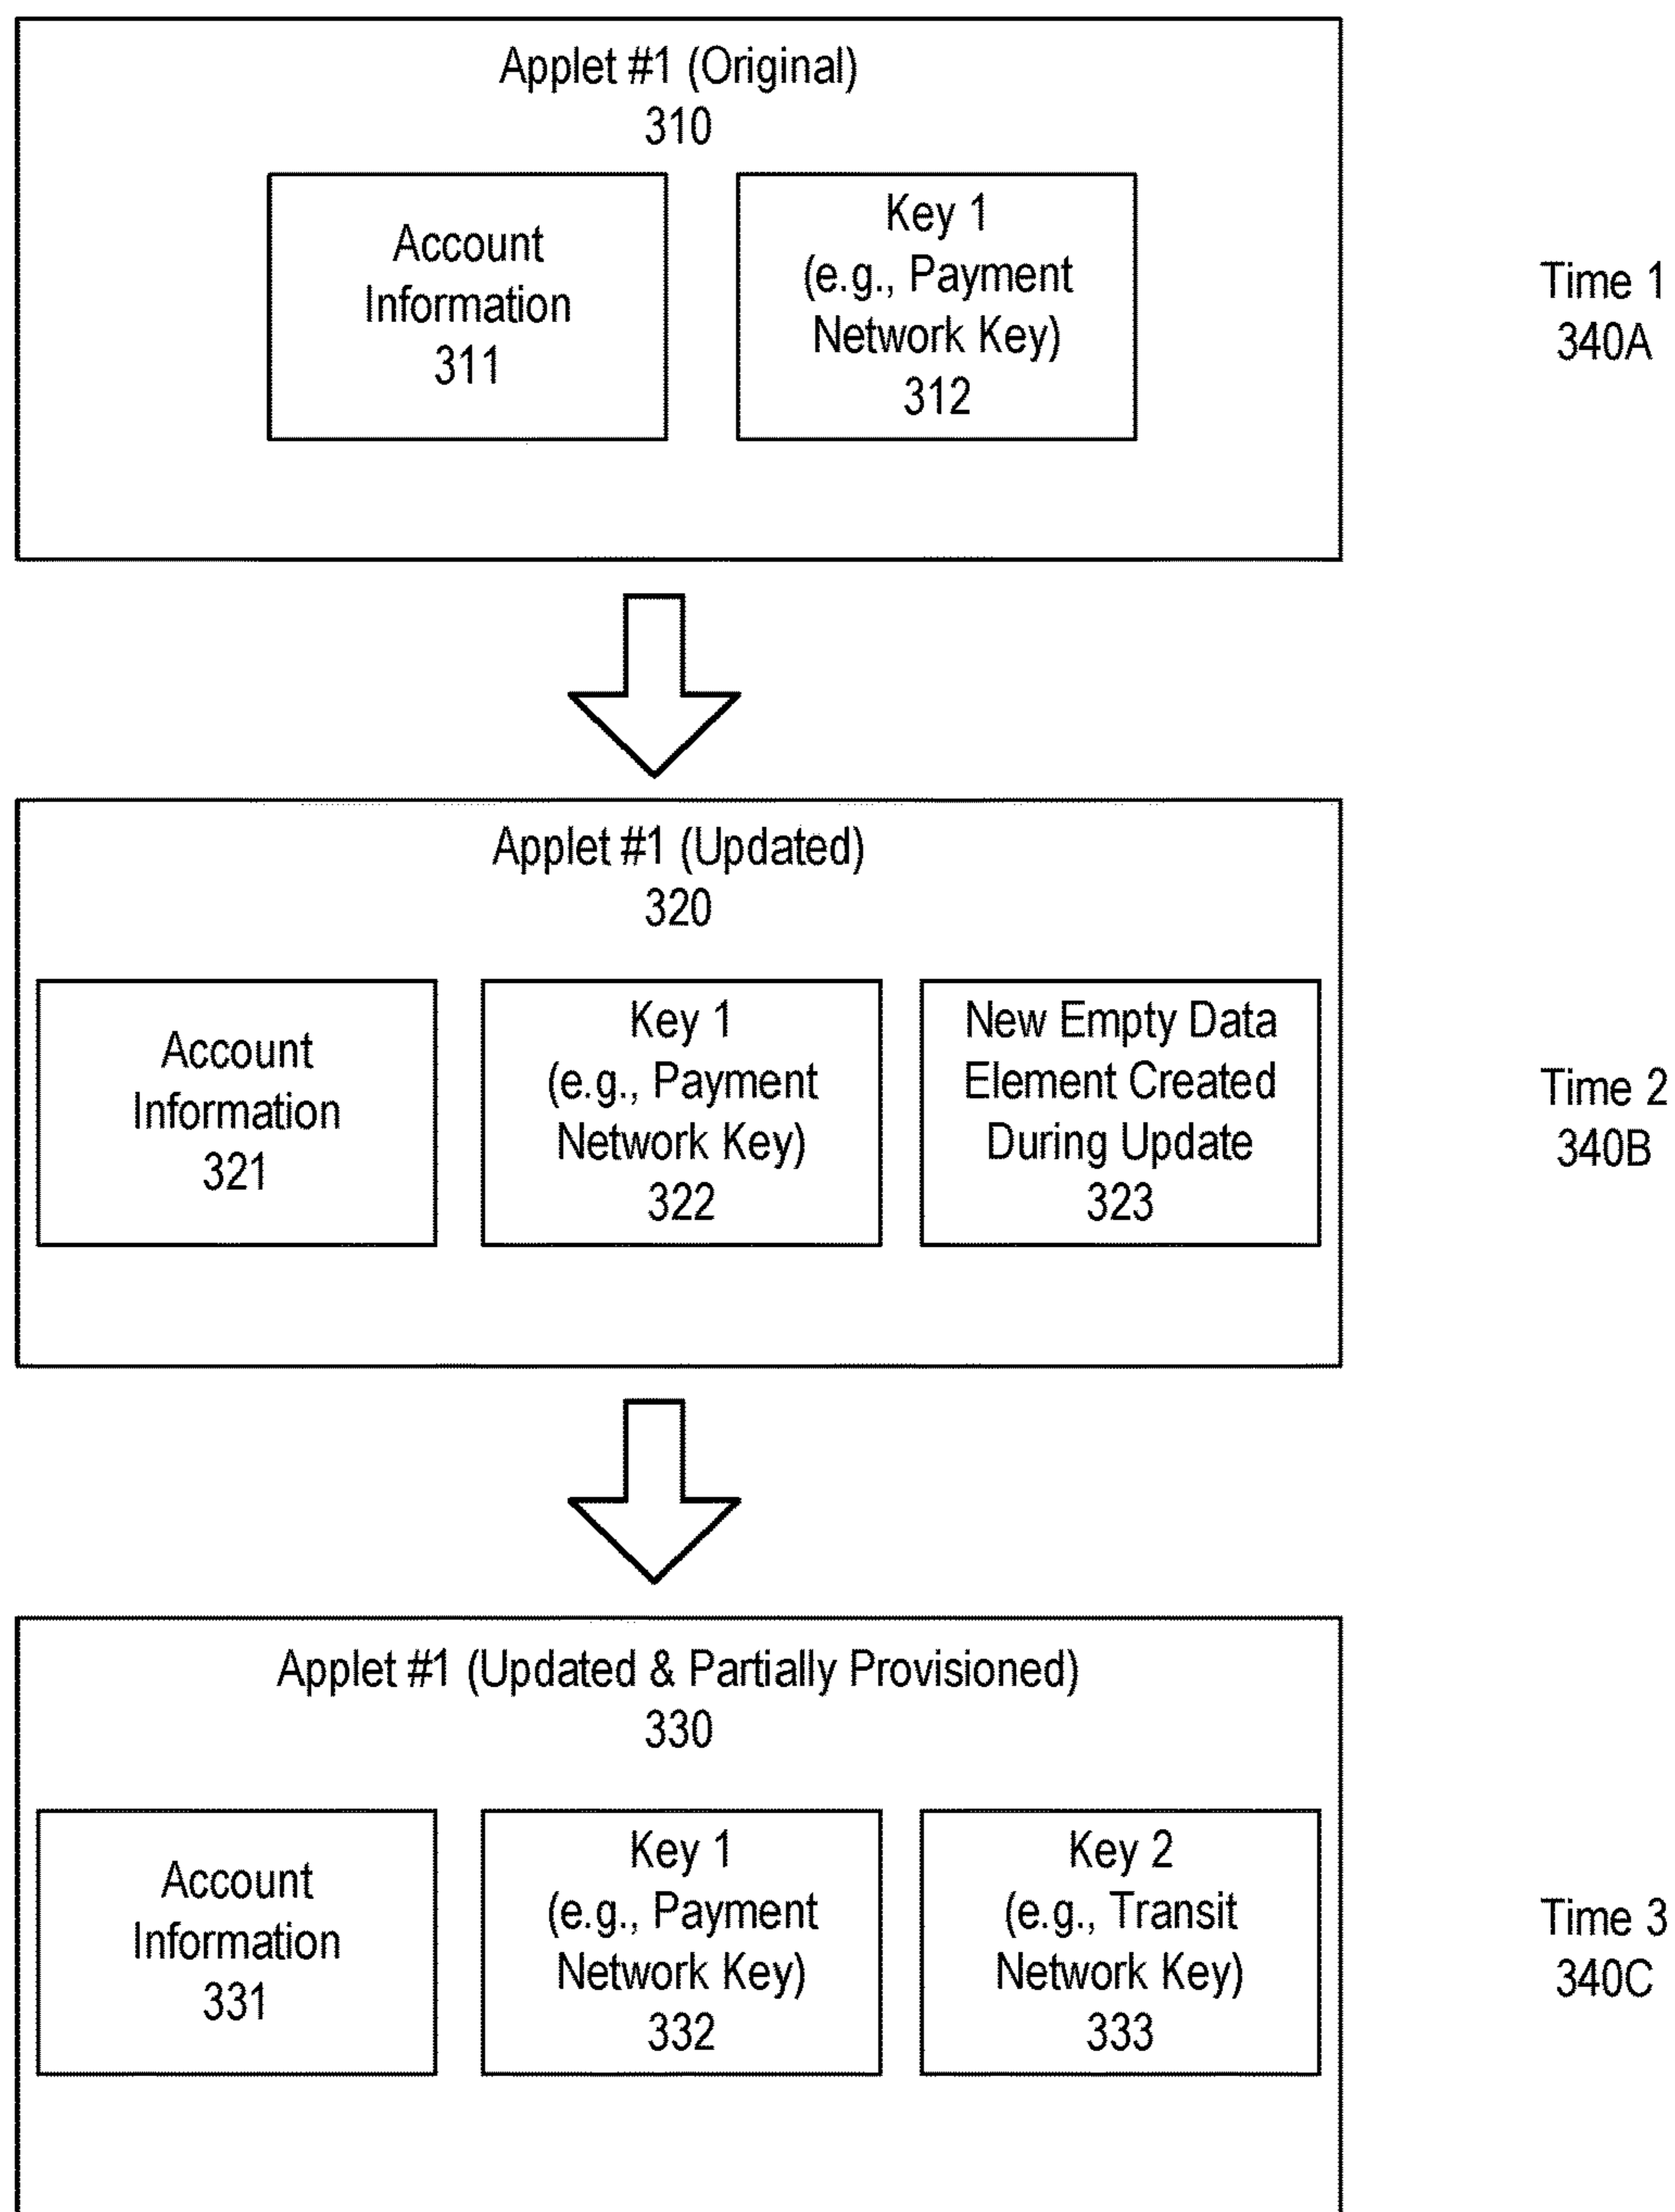 Applet #1 (Original)
310
Account
Information
311
Key 1
(e.g., Payment
Network Key)
312
Time 1
340A
Applet #1 (Updated)
320
Account
Information
321
Key 1
(e.g., Payment
Network Key)
322
New Empty Data
Element Created
During Update
323
Time 2
340B
Applet #1 (Updated & Partially Provisioned)
330
Account
Information
331
Key 1
(e.g., Payment
Network Key)
332
Key 2
(e.g., Transit
Network Key)
333
Time 3
340C